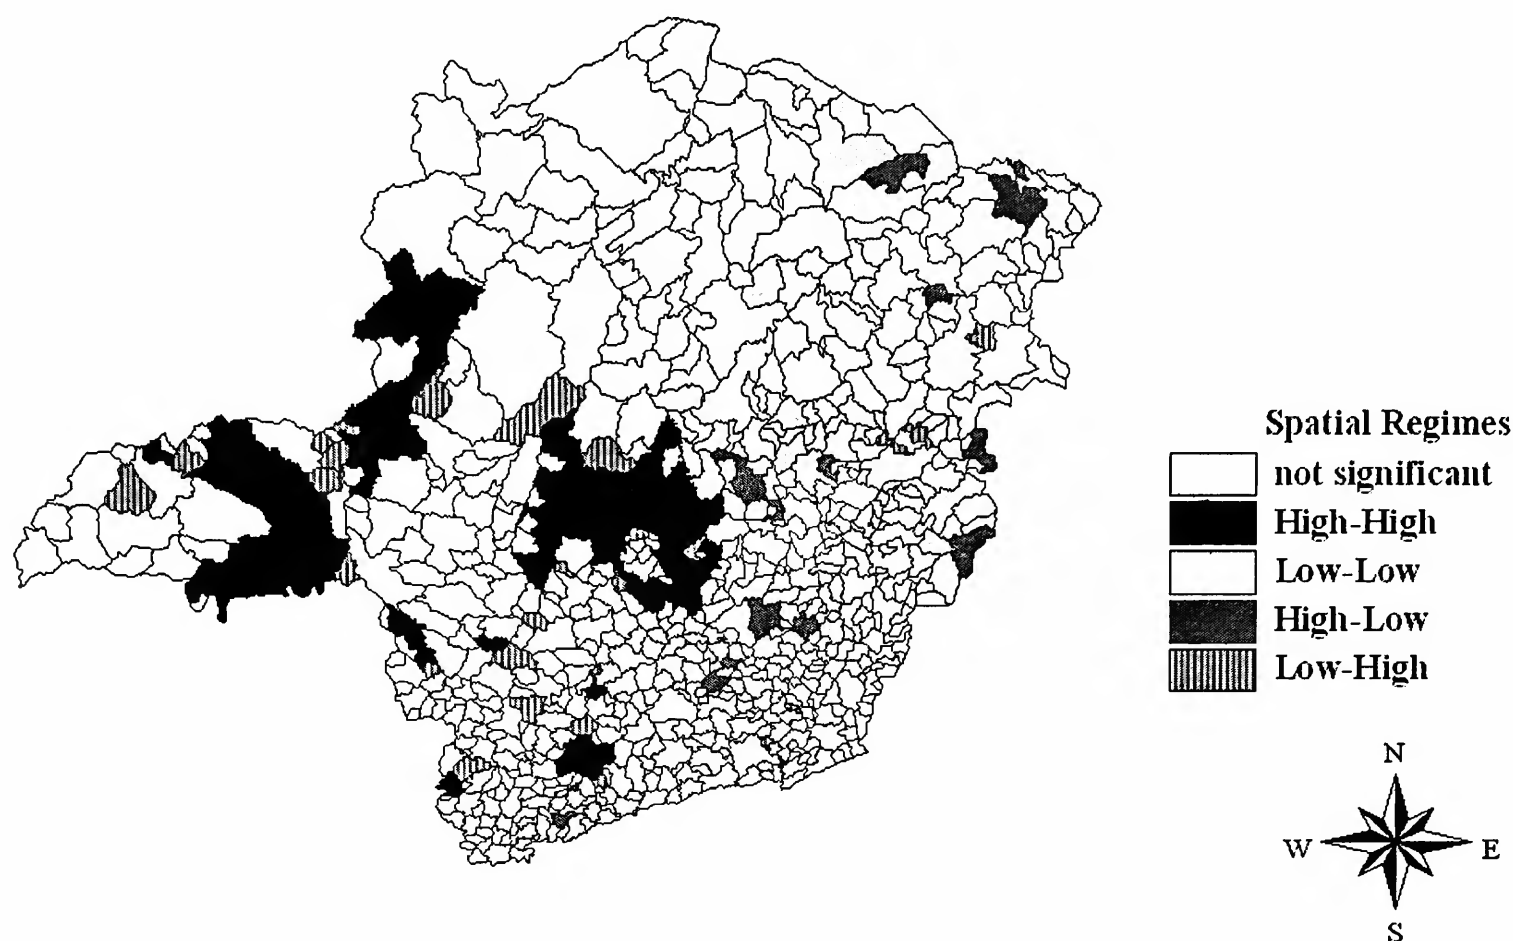 Spatial Regimes
not significant
High-High
Low-Low
High-Low
Low-High
N
W E
S